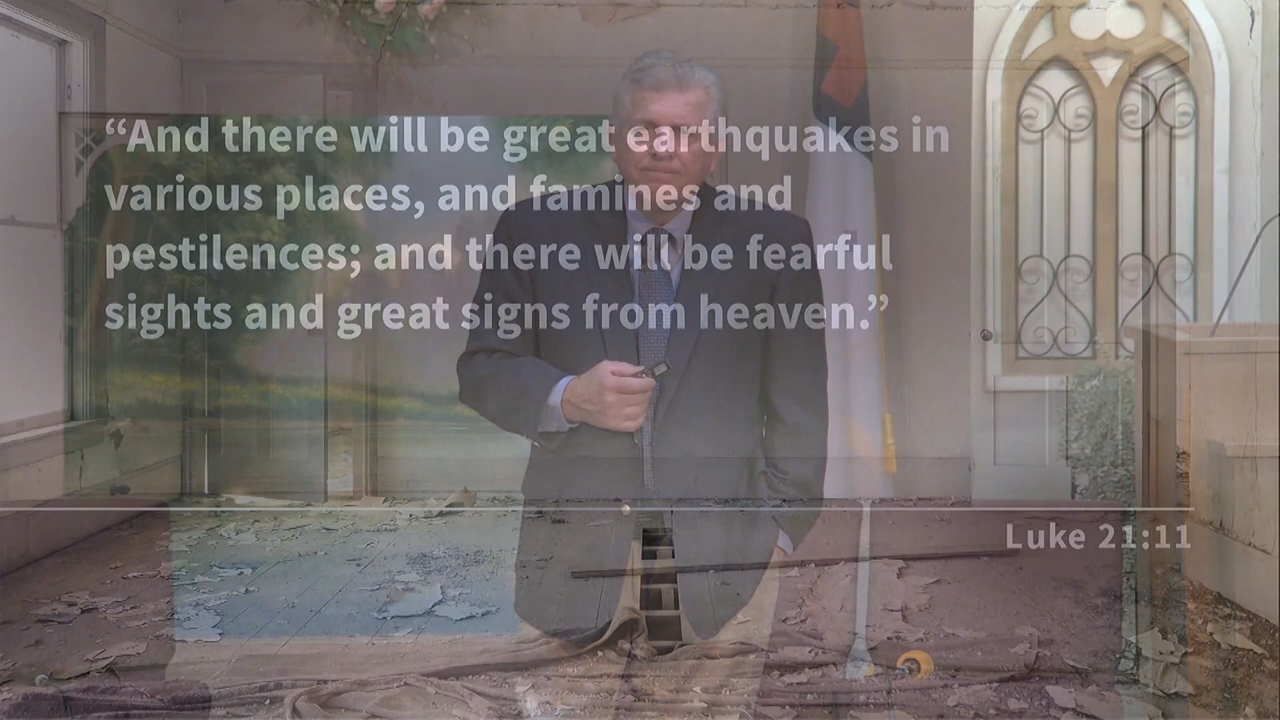 “And there will be great earthquakes in
various places, and famines and
pestilences; and there will be fearful
sights and great signs from heaven.”
Luke 21:11